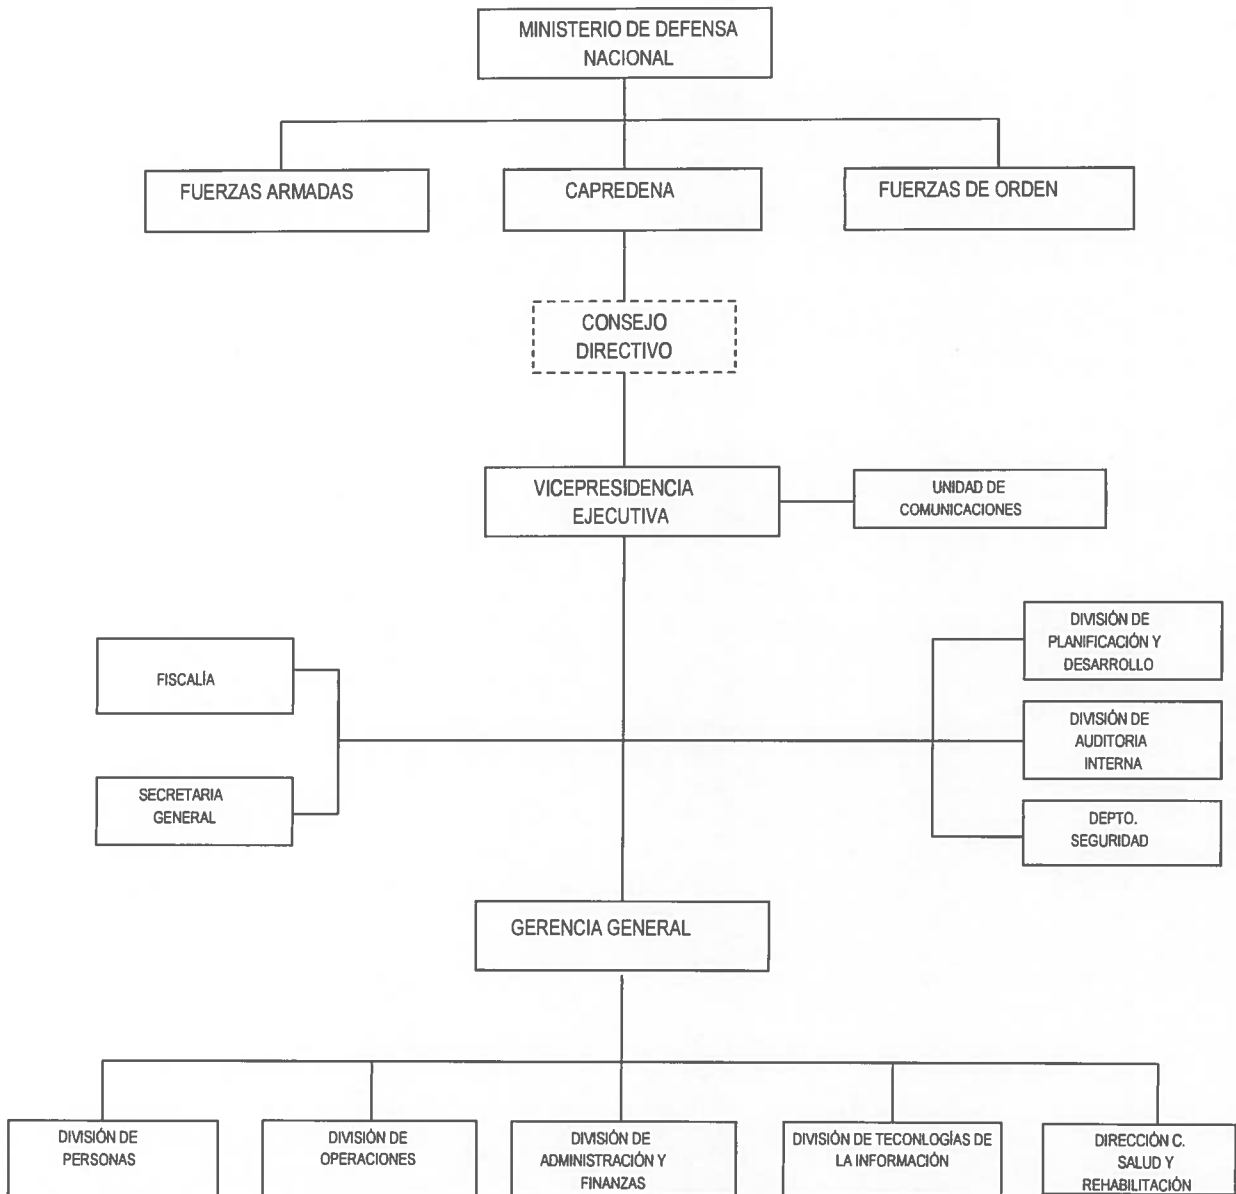 MINISTERIO DE DEFENSA
NACIONAL
FUERZAS ARMADAS
CAPREDENA
FUERZAS DE ORDEN
CONSEJO
DIRECTIVO
VICEPRESIDENCIA
EJECUTIVA
UNIDAD DE
COMUNICACIONES
FISCALÍA
SECRETARIA
GENERAL
DIVISIÓN DE
PLANIFICACIÓN Y
DESARROLLO
DIVISIÓN DE
AUDITORIA
INTERNA
DEPTO.
SEGURIDAD
GERENCIA GENERAL
DIVISIÓN DE
PERSONAS
DIVISIÓN DE
OPERACIONES
DIVISIÓN DE
ADMINISTRACIÓN Y
FINANZAS
DIVISIÓN DE TECONLOGÍAS DE
LA INFORMACIÓN
DIRECCIÓN C.
SALUD Y
REHABILITACIÓN